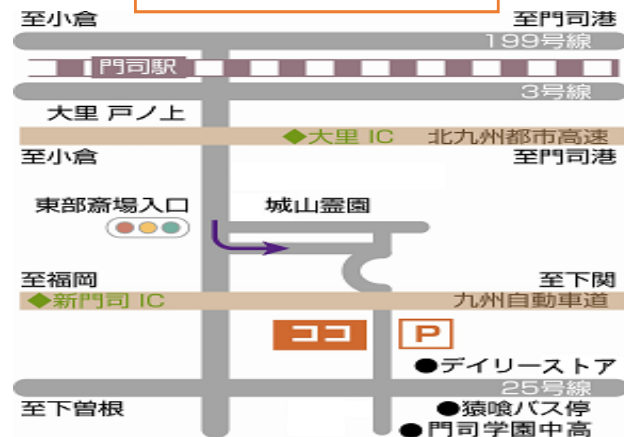 至小倉
至門司港
199号線
門司駅
3号線
大里 戸ノ上
◆大里 IC 北九州都市高速
至小倉
至門司港
東部斎場入口
城山霊園
至福岡
至下関
◆新門司 IC
九州自動車道
ココ
P
●デイリーストア
25号線
至下曽根
●猿喰バス停
●門司学園中高